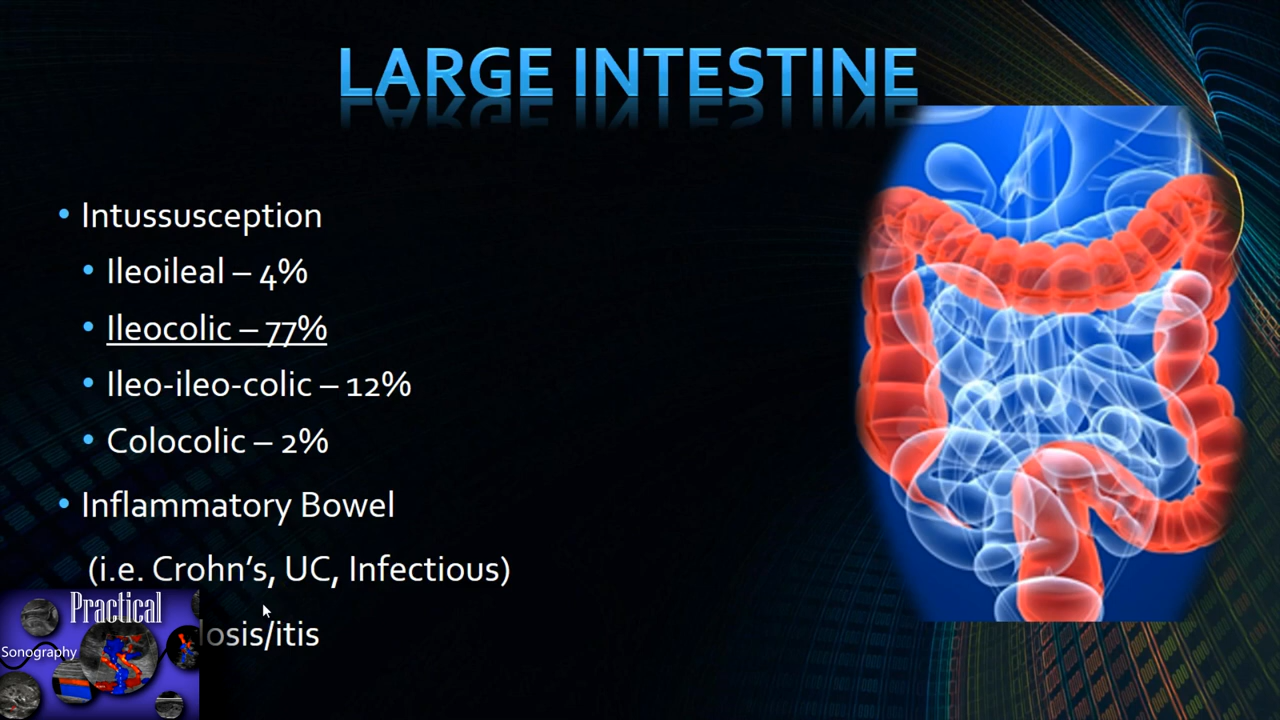 LARGE INTESTINE
• Intussusception
• Ileoileal – 4%
• Ileocolic – 77%
• Ileo-ileo-colic – 12%
• Colocolic – 2%
• Inflammatory Bowel
(i.e. Crohn's, UC, Infectious)
losis/itis
Practical
Sonography